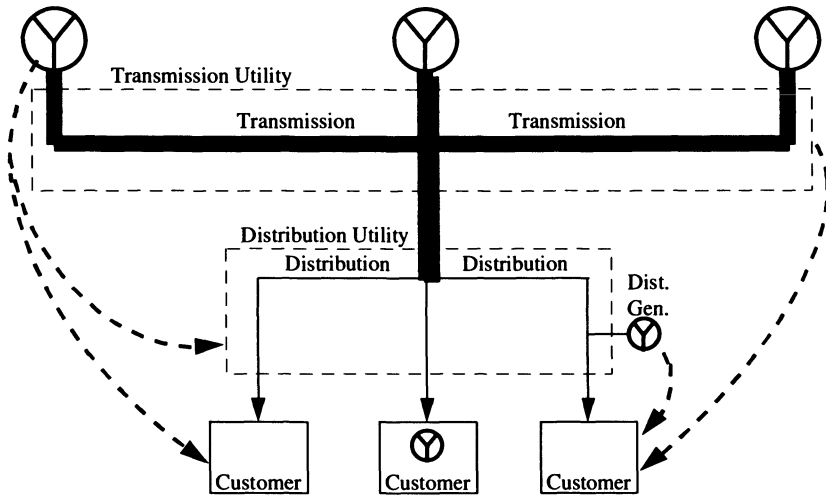 Transmission Utility
Transmission
Transmission
Distribution Utility
Distribution
Distribution
Dist.
Gen.
Customer
Customer
Customer